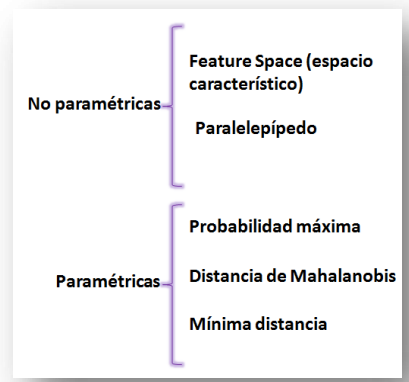 No paramétricas
Feature Space (espacio
característico)
Paralelepípedo
Paramétricas
Probabilidad máxima
Distancia de Mahalanobis
Mínima distancia